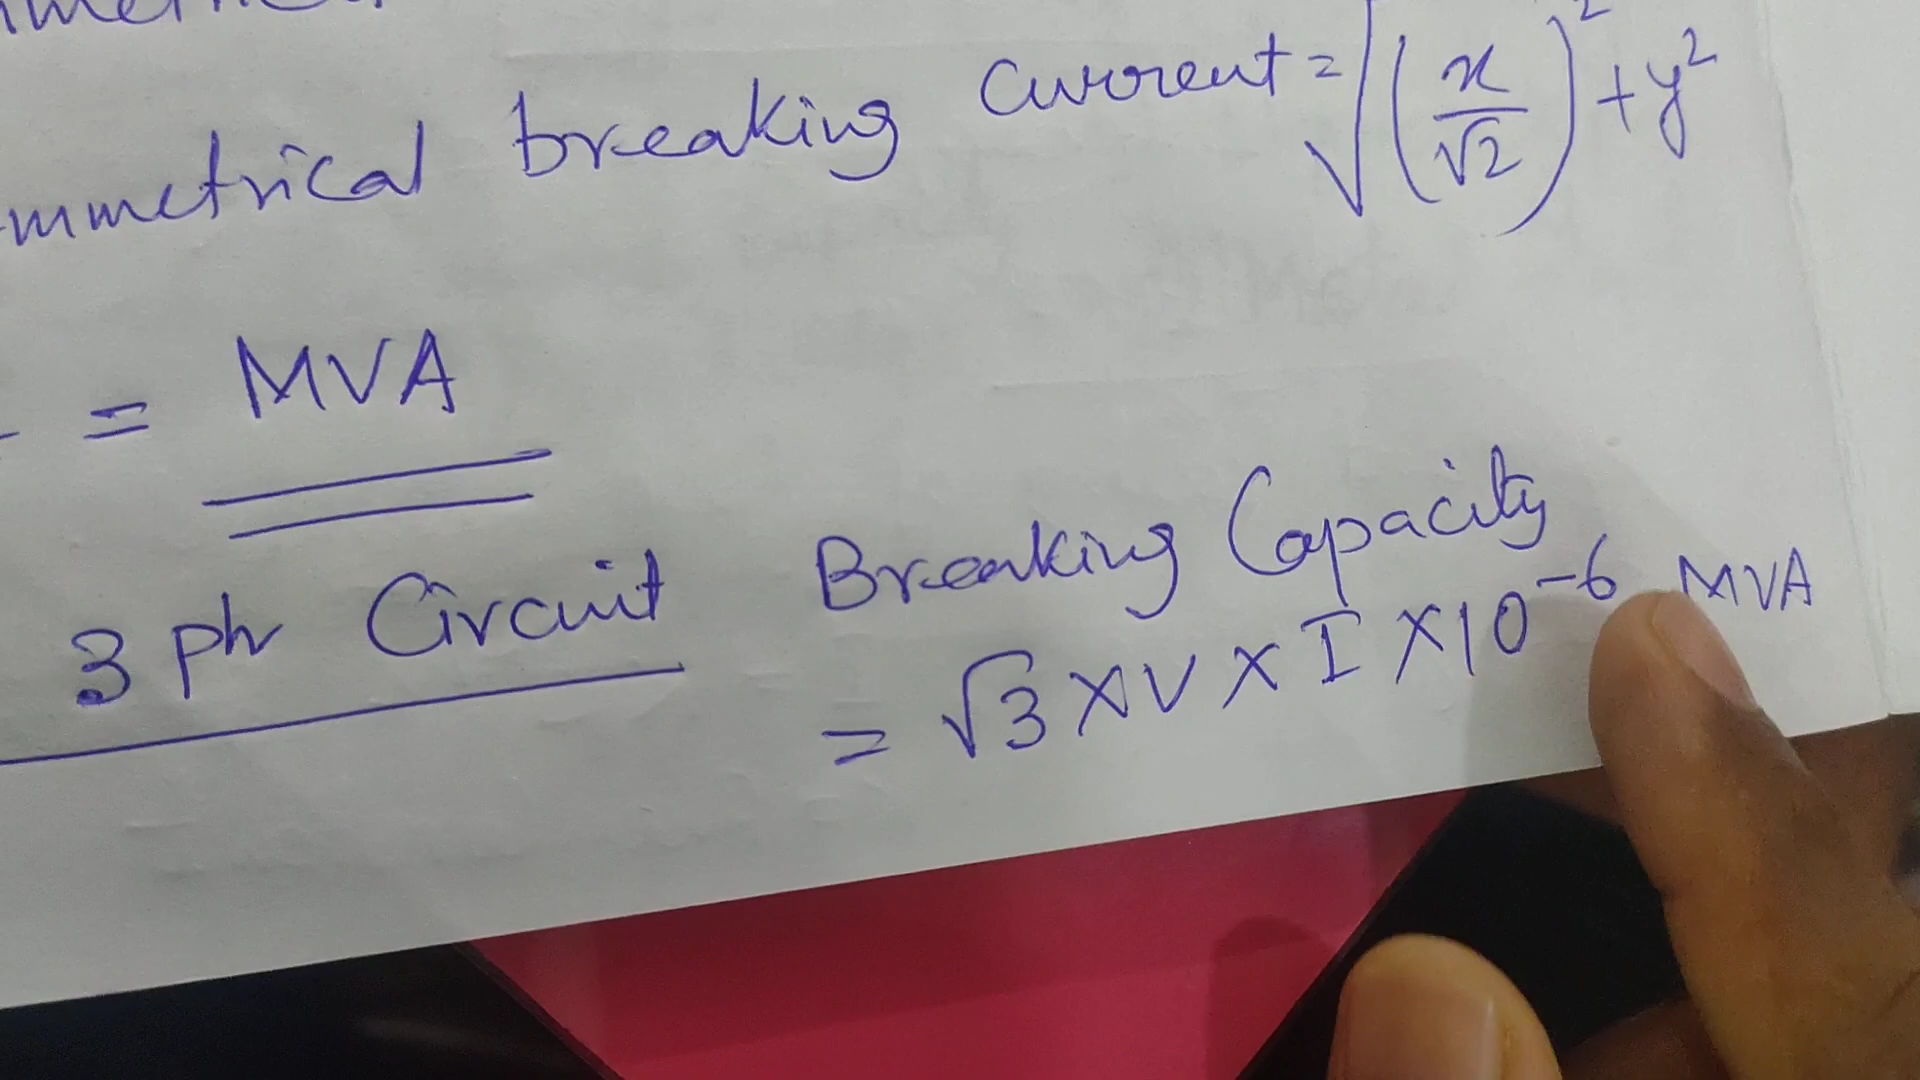 mmetrical breaking Current = √(x/√2)² + y²
= MVA
3 ph Circuit Breaking Capacity
= √3 × V × I × 10⁻⁶ MVA